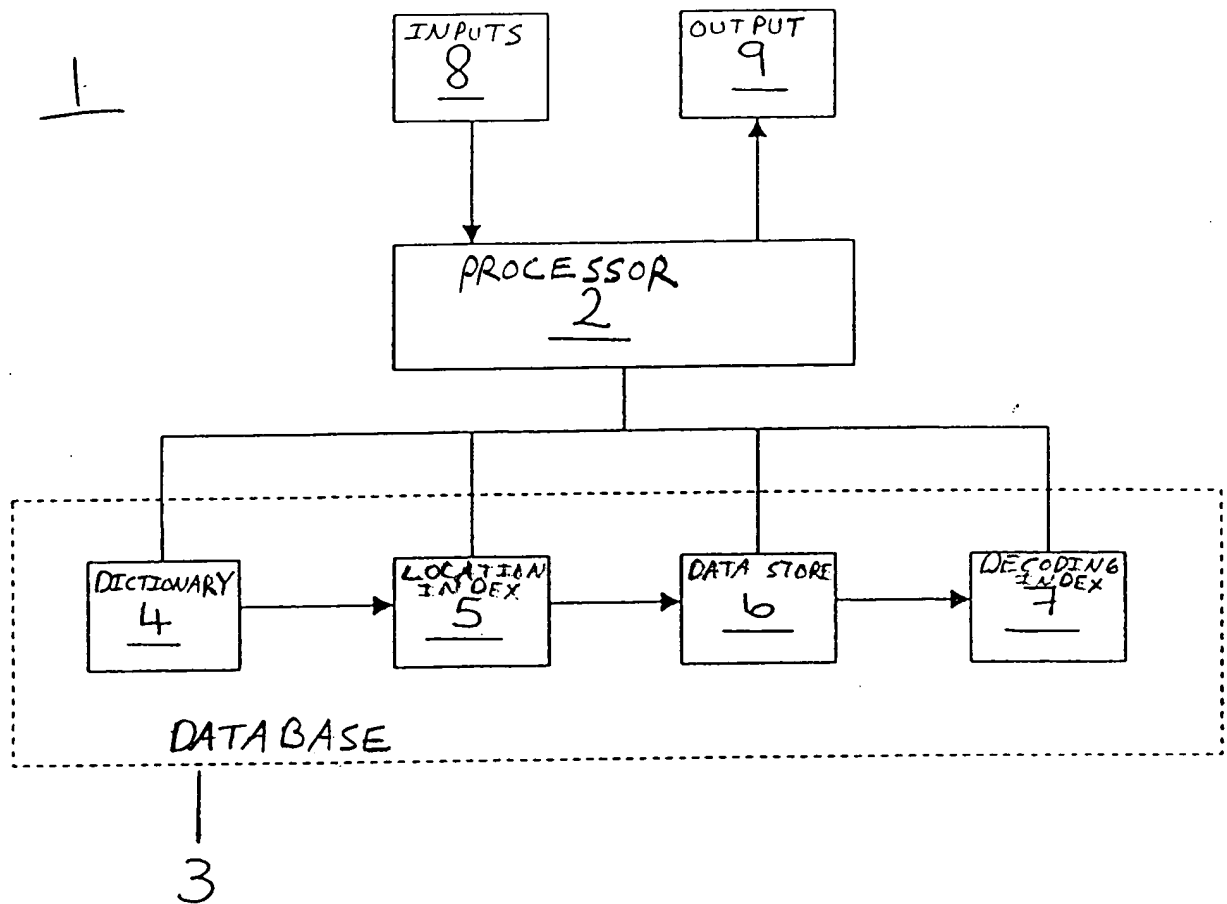 1
INPUTS
8
OUTPUT
9
PROCESSOR
2
DICTIONARY
4
LOCATION
INDEX
5
DATA STORE
6
DECODING
INDEX
7
DATABASE
3